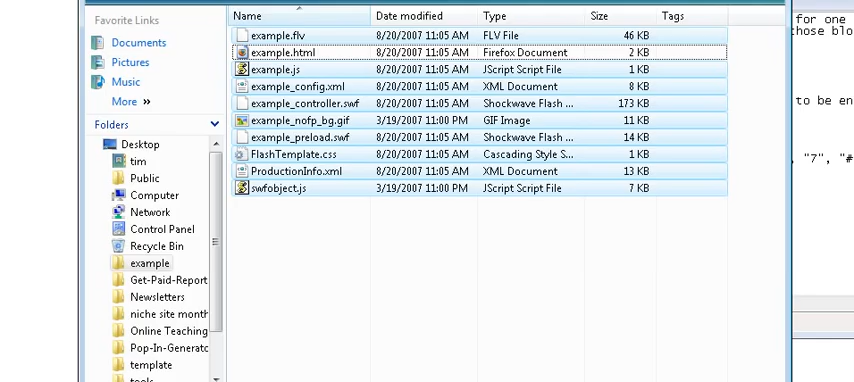 Favorite Links
Documents
Pictures
Music
More »
Folders
Desktop
tim
Public
Computer
Network
Control Panel
Recycle Bin
example
Get-Paid-Report
Newsletters
niche site month
Online Teaching
Pop-In-Generato
template
tools
Name Date modified Type Size Tags
example.flv 8/20/2007 11:05 AM FLV File 46 KB
example.html 8/20/2007 11:05 AM Firefox Document 2 KB
example.js 8/20/2007 11:05 AM JScript Script File 1 KB
example_config.xml 8/20/2007 11:05 AM XML Document 8 KB
example_controller.swf 8/20/2007 11:05 AM Shockwave Flash ... 173 KB
example_nofp_bg.gif 3/19/2007 11:00 PM GIF Image 11 KB
example_preload.swf 8/20/2007 11:05 AM Shockwave Flash ... 14 KB
FlashTemplate.css 8/20/2007 11:05 AM Cascading Style S... 1 KB
ProductionInfo.xml 8/20/2007 11:05 AM XML Document 13 KB
swfobject.js 3/19/2007 11:00 PM JScript Script File 7 KB
for one
those blo
to be en
, "7", "#